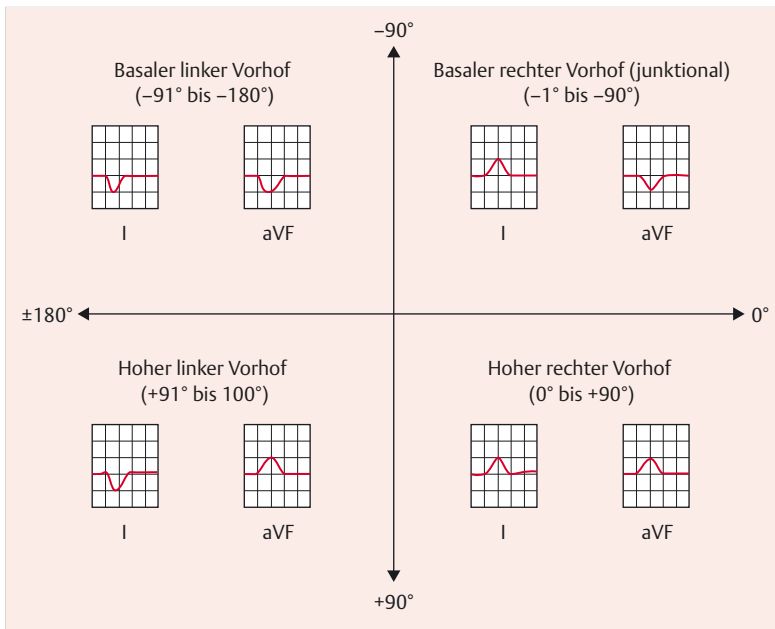 −90°
Basaler linker Vorhof
(−91° bis −180°)
I
aVF
Basaler rechter Vorhof (junktional)
(−1° bis −90°)
I
aVF
±180°
0°
Hoher linker Vorhof
(+91° bis 100°)
I
aVF
Hoher rechter Vorhof
(0° bis +90°)
I
aVF
+90°